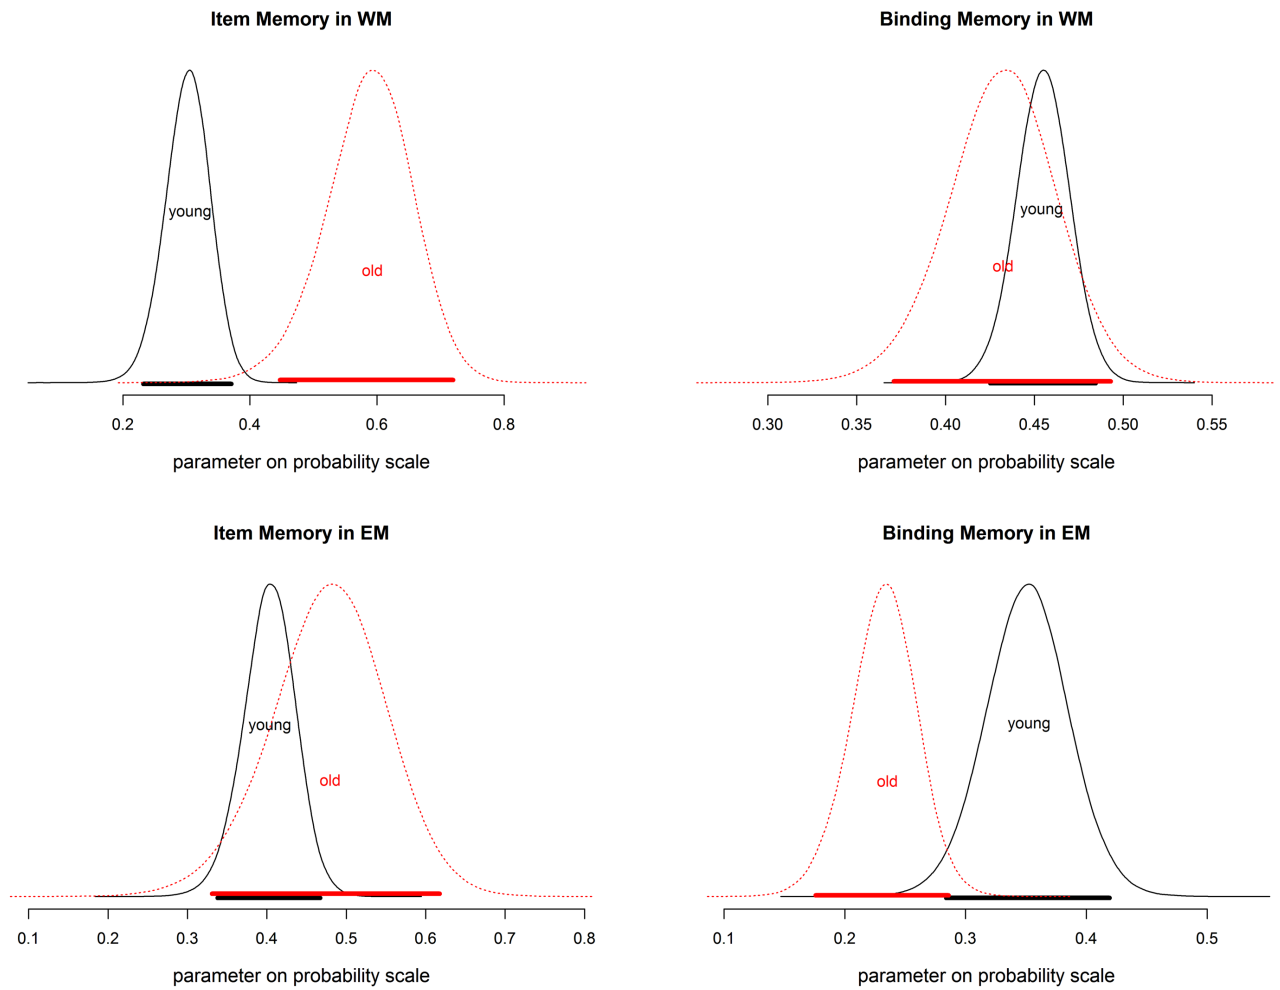 Item Memory in WM
young
old
0.2 0.4 0.6 0.8
parameter on probability scale
Binding Memory in WM
young
old
0.30 0.35 0.40 0.45 0.50 0.55
parameter on probability scale
Item Memory in EM
young
old
0.1 0.2 0.3 0.4 0.5 0.6 0.7 0.8
parameter on probability scale
Binding Memory in EM
young
old
0.1 0.2 0.3 0.4 0.5
parameter on probability scale